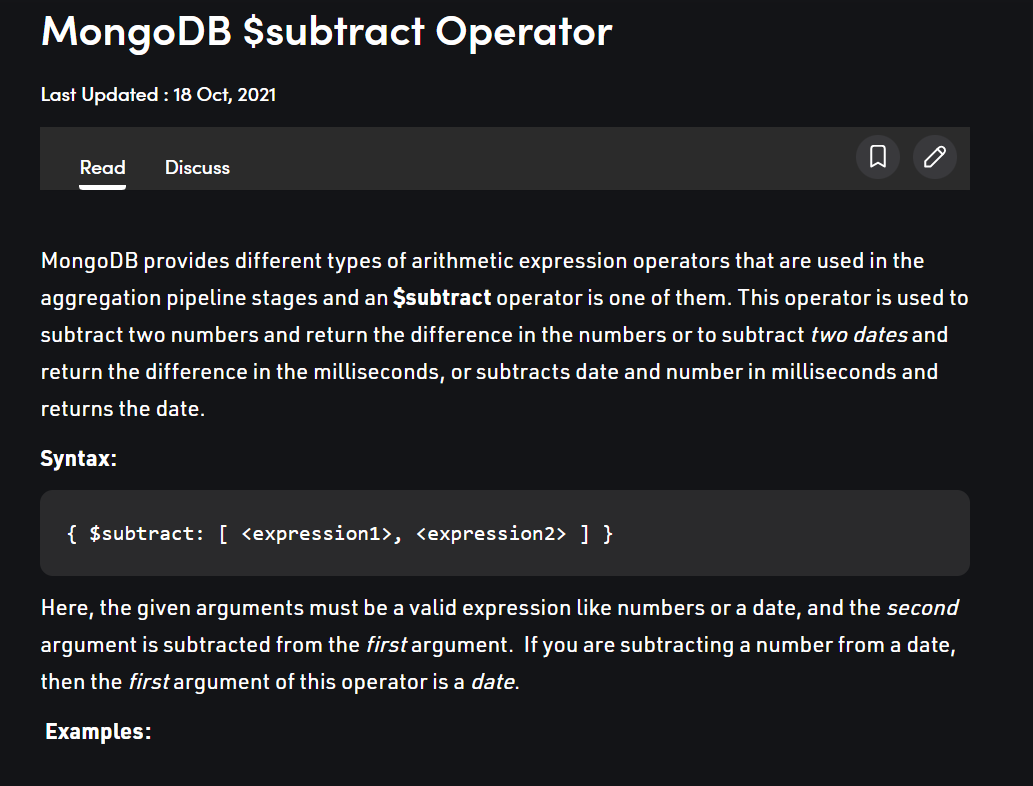 MongoDB $subtract Operator
Last Updated : 18 Oct, 2021
Read Discuss
MongoDB provides different types of arithmetic expression operators that are used in the
aggregation pipeline stages and an $subtract operator is one of them. This operator is used to
subtract two numbers and return the difference in the numbers or to subtract two dates and
return the difference in the milliseconds, or subtracts date and number in milliseconds and
returns the date.
Syntax:
{ $subtract: [ <expression1>, <expression2> ] }
Here, the given arguments must be a valid expression like numbers or a date, and the second
argument is subtracted from the first argument.  If you are subtracting a number from a date,
then the first argument of this operator is a date.
Examples: